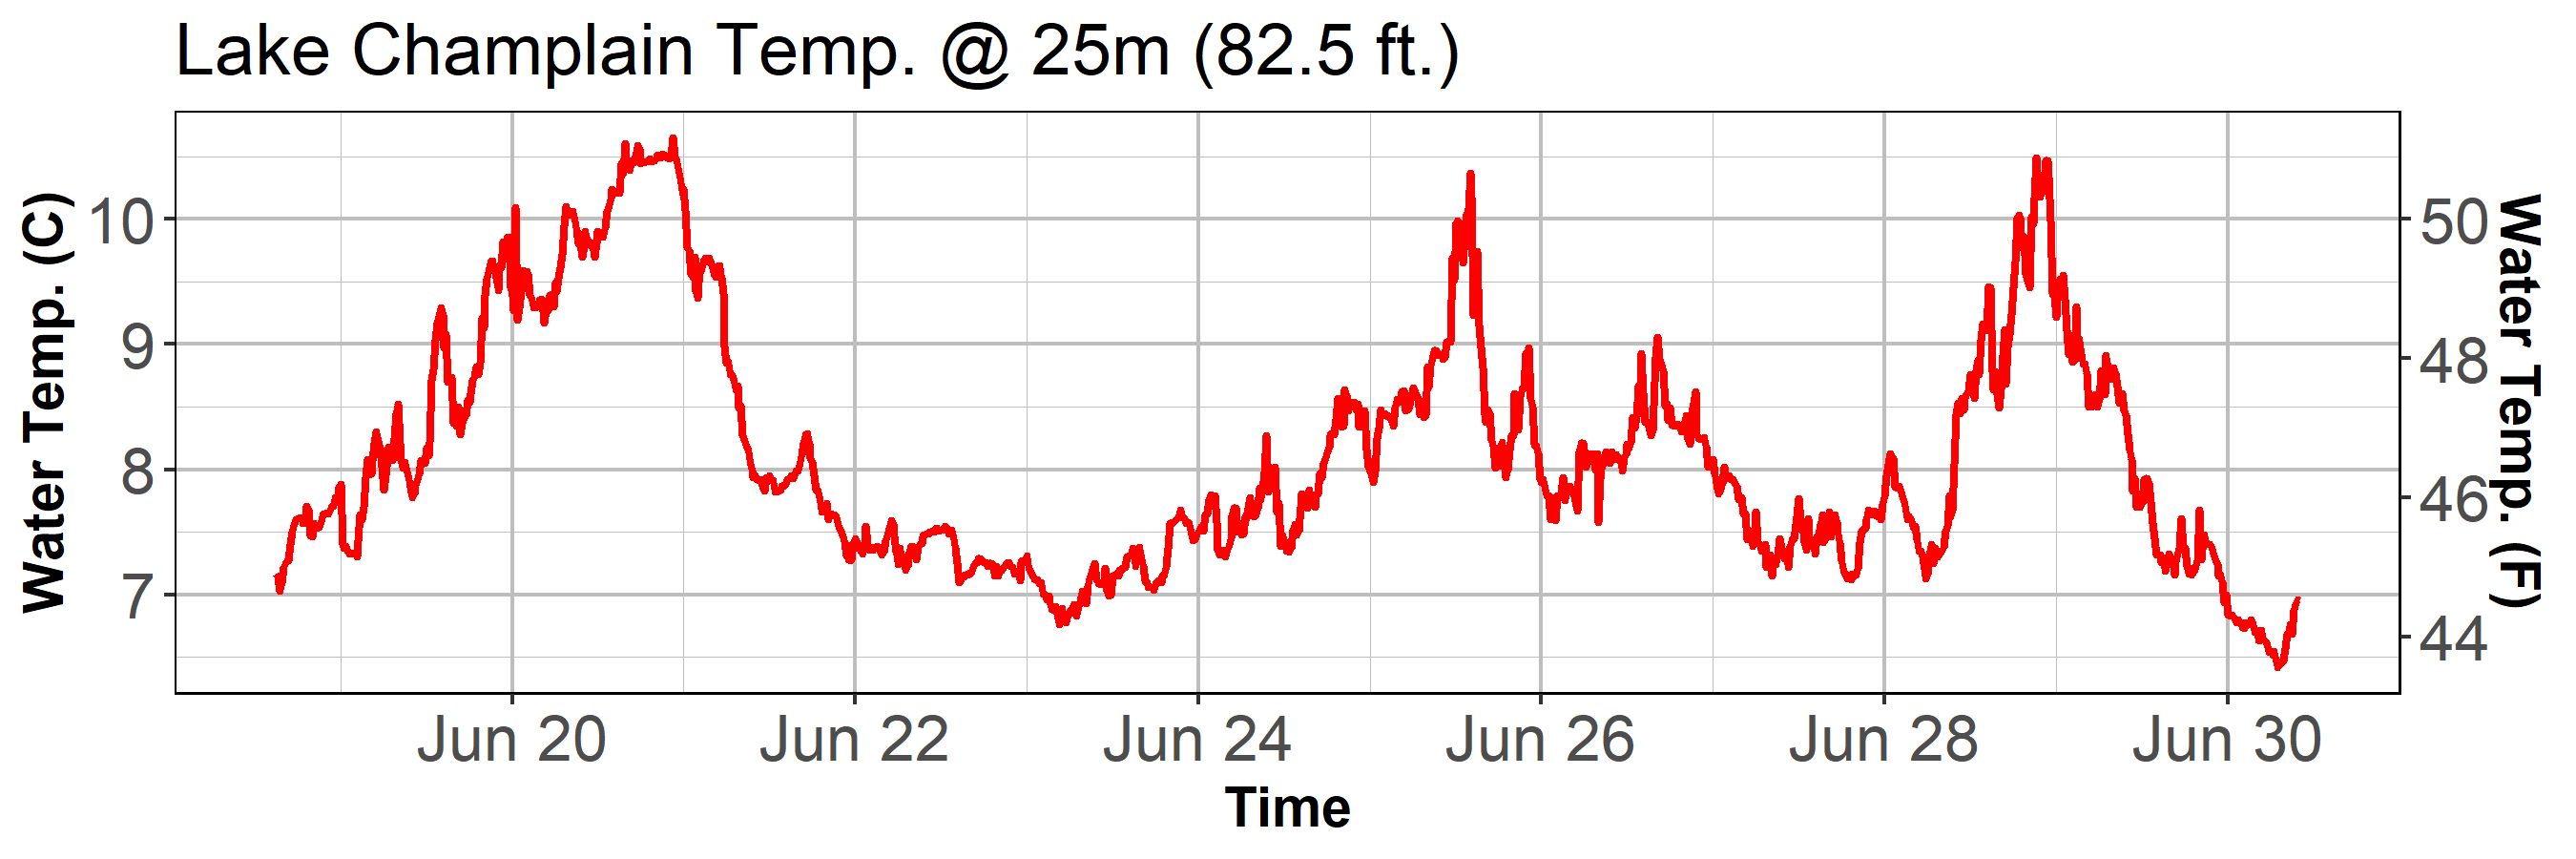 Lake Champlain Temp. @ 25m (82.5 ft.)
Water Temp. (C)
10
9
8
7
50
48
46
44
Water Temp. (F)
Jun 20
Jun 22
Jun 24
Jun 26
Jun 28
Jun 30
Time